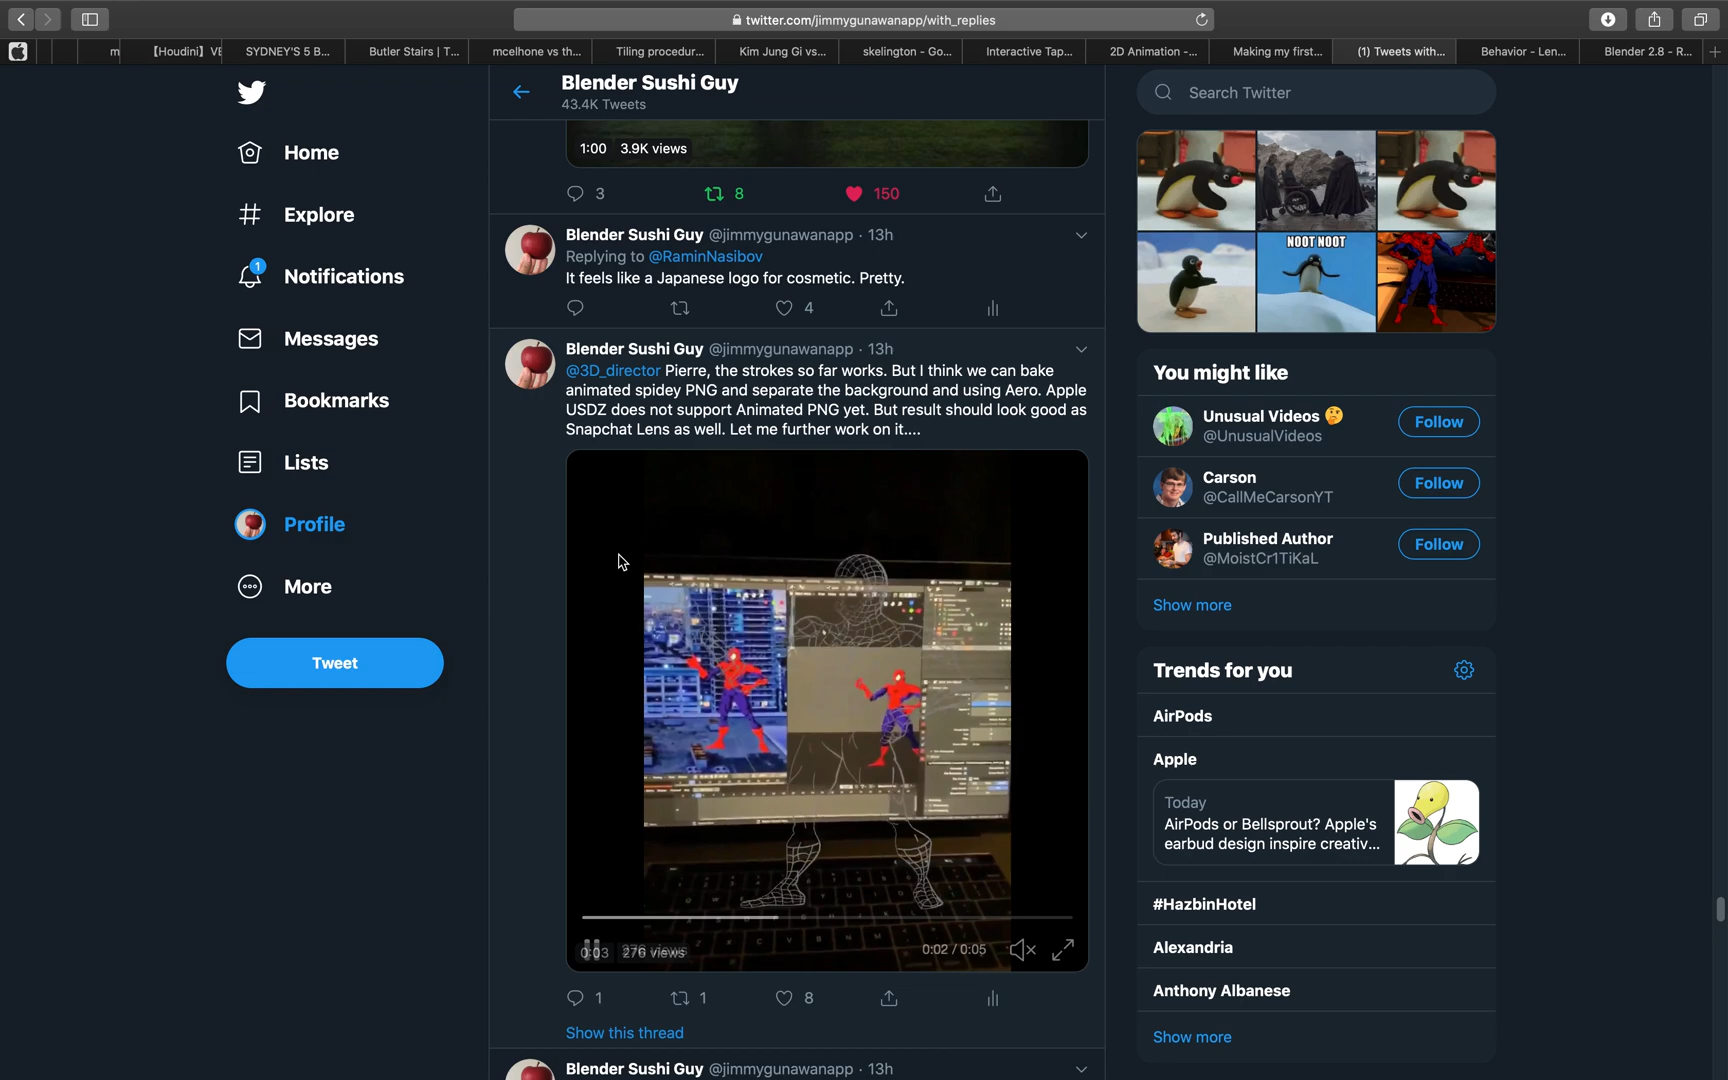 twitter.com/jimmygunawanapp/with_replies
m
【Houdini】VE
SYDNEY'S 5 B...
Butler Stairs | T...
mcelhone vs th...
Tiling procedur...
Kim Jung Gi vs...
skelington - Go...
Interactive Tap...
2D Animation -...
Making my first...
(1) Tweets with...
Behavior - Len...
Blender 2.8 - R...
Home
Explore
1
Notifications
Messages
Bookmarks
Lists
Profile
More
Tweet
Blender Sushi Guy
43.4K Tweets
1:00 3.9K views
3 8 150
Blender Sushi Guy @jimmygunawanapp · 13h
Replying to @RaminNasibov
It feels like a Japanese logo for cosmetic. Pretty.
4
Blender Sushi Guy @jimmygunawanapp · 13h
@3D_director Pierre, the strokes so far works. But I think we can bake
animated spidey PNG and separate the background and using Aero. Apple
USDZ does not support Animated PNG yet. But result should look good as
Snapchat Lens as well. Let me further work on it....
0:03 276 views
0:02 / 0:05
1 1 8
Show this thread
Blender Sushi Guy @jimmygunawanapp · 13h
Search Twitter
NOOT NOOT
You might like
Unusual Videos 🤔
@UnusualVideos
Follow
Carson
@CallMeCarsonYT
Follow
Published Author
@MoistCr1TiKaL
Follow
Show more
Trends for you
AirPods
Apple
Today
AirPods or Bellsprout? Apple's
earbud design inspire creativ...
#HazbinHotel
Alexandria
Anthony Albanese
Show more